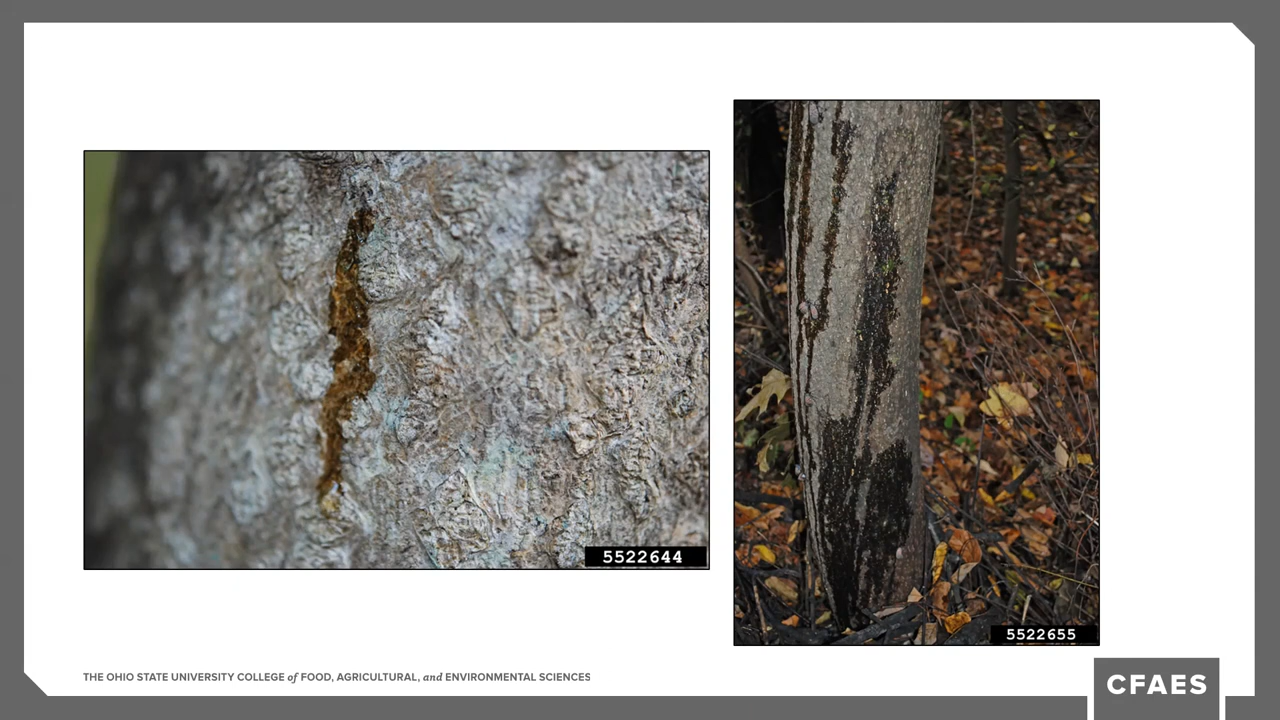 5522644
5522655
THE OHIO STATE UNIVERSITY COLLEGE of FOOD, AGRICULTURAL, and ENVIRONMENTAL SCIENCES
CFAES